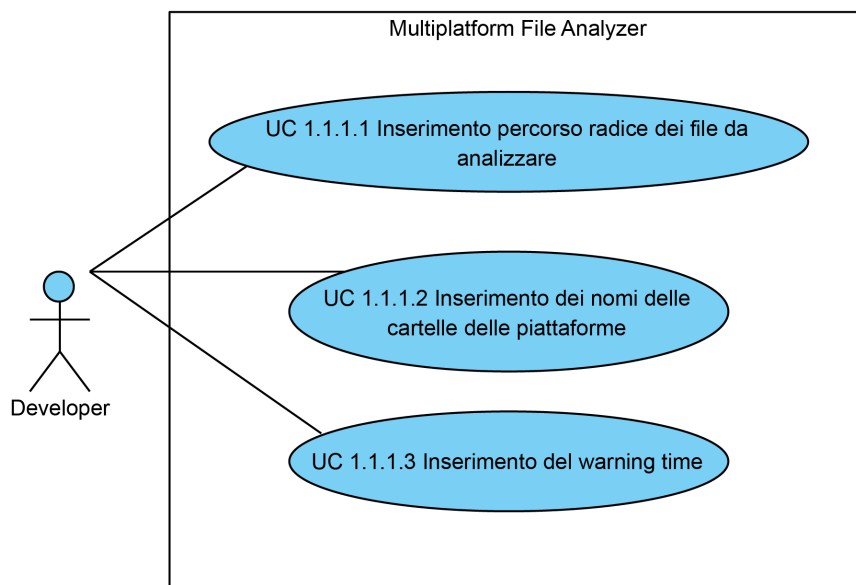 Multiplatform File Analyzer
UC 1.1.1.1 Inserimento percorso radice dei file da
analizzare
UC 1.1.1.2 Inserimento dei nomi delle
cartelle delle piattaforme
Developer
UC 1.1.1.3 Inserimento del warning time